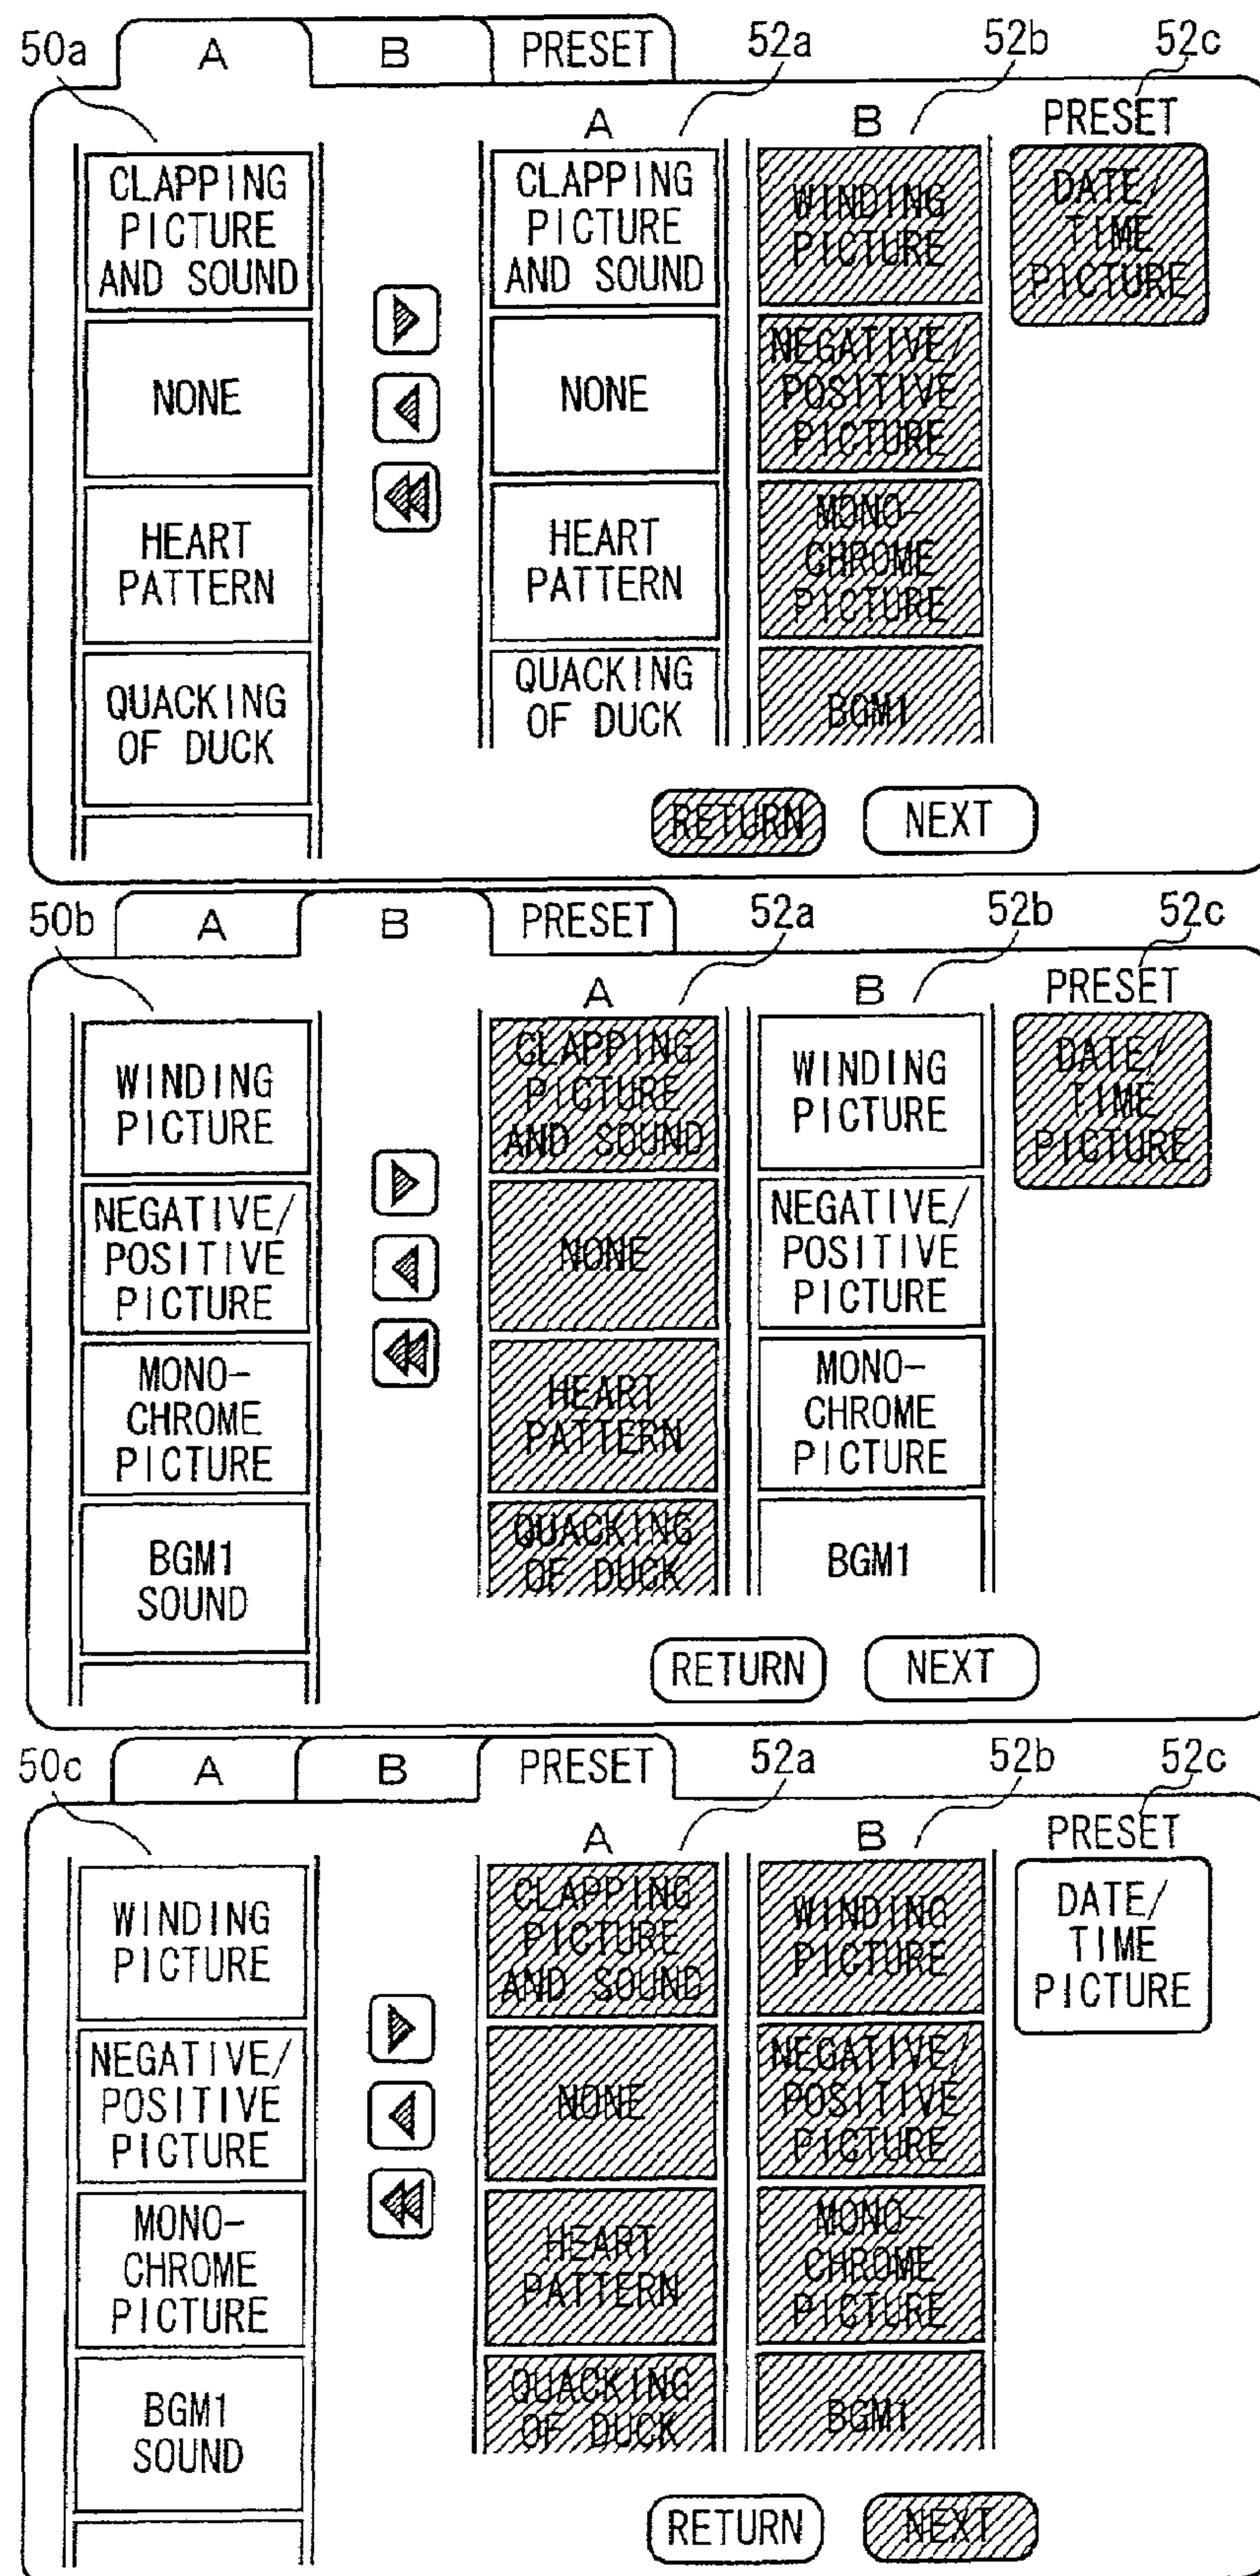 50a A B PRESET 52a 52b 52c
A B PRESET
CLAPPING
PICTURE
AND SOUND
NONE
HEART
PATTERN
QUACKING
OF DUCK
CLAPPING
PICTURE
AND SOUND
NONE
HEART
PATTERN
QUACKING
OF DUCK
WINDING
PICTURE
NEGATIVE/
POSITIVE
PICTURE
MONO-
CHROME
PICTURE
BGM1
DATE/
TIME
PICTURE
RETURN NEXT
50b A B PRESET 52a 52b 52c
A B PRESET
WINDING
PICTURE
NEGATIVE/
POSITIVE
PICTURE
MONO-
CHROME
PICTURE
BGM1
SOUND
CLAPPING
PICTURE
AND SOUND
NONE
HEART
PATTERN
QUACKING
OF DUCK
WINDING
PICTURE
NEGATIVE/
POSITIVE
PICTURE
MONO-
CHROME
PICTURE
BGM1
DATE/
TIME
PICTURE
RETURN NEXT
50c A B PRESET 52a 52b 52c
A B PRESET
WINDING
PICTURE
NEGATIVE/
POSITIVE
PICTURE
MONO-
CHROME
PICTURE
BGM1
SOUND
CLAPPING
PICTURE
AND SOUND
NONE
HEART
PATTERN
QUACKING
OF DUCK
WINDING
PICTURE
NEGATIVE/
POSITIVE
PICTURE
MONO-
CHROME
PICTURE
BGM1
DATE/
TIME
PICTURE
RETURN NEXT